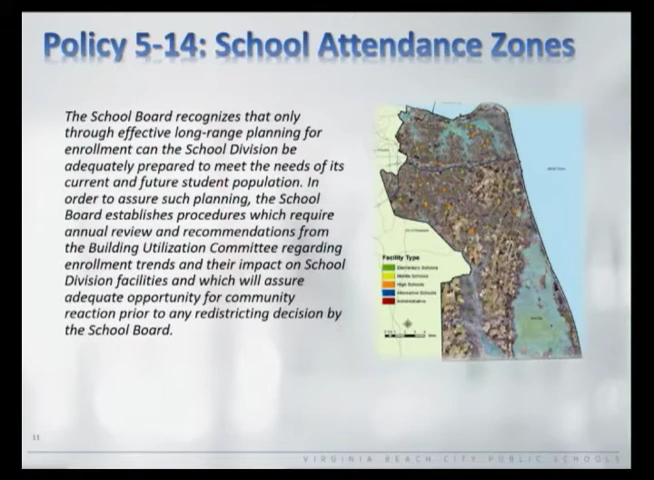 Policy 5-14: School Attendance Zones
The School Board recognizes that only
through effective long-range planning for
enrollment can the School Division be
adequately prepared to meet the needs of its
current and future student population. In
order to assure such planning, the School
Board establishes procedures which require
annual review and recommendations from
the Building Utilization Committee regarding
enrollment trends and their impact on School
Division facilities and which will assure
adequate opportunity for community
reaction prior to any redistricting decision by
the School Board.
Facility Type
Elementary Schools
Middle Schools
High Schools
Alternative Schools
Administrative
11
VIRGINIA BEACH CITY PUBLIC SCHOOLS